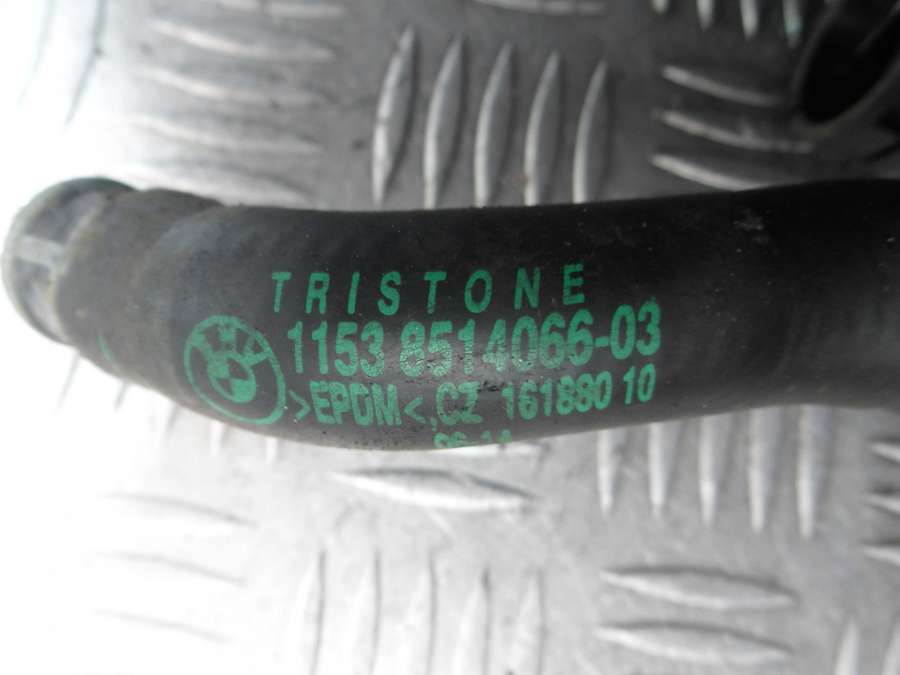 TRISTONE
1153 8514066-03
>EPDM<,CZ 161880 10